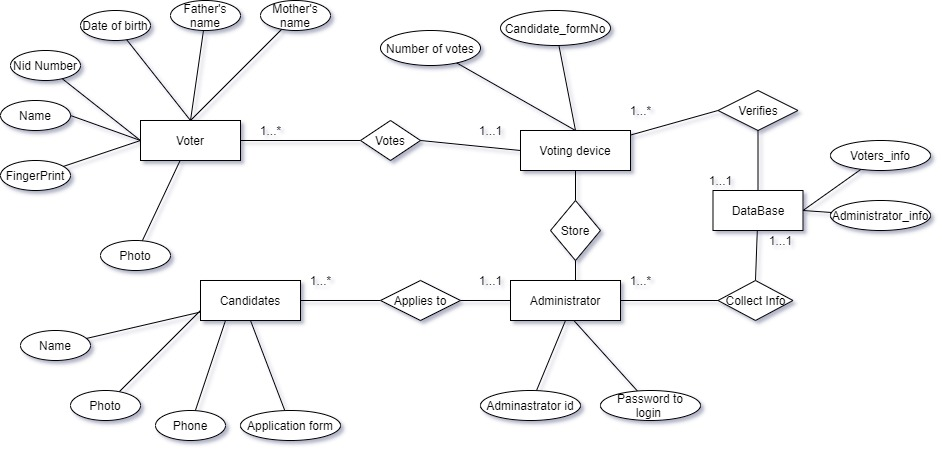 Father's
name
Mother's
name
Date of birth
Candidate_formNo
Number of votes
Nid Number
Name
1...*
Verifies
Voter
1...*
Votes
1...1
Voting device
Voters_info
FingerPrint
1...1
DataBase
Administrator_info
Store
1...1
Photo
Candidates
1...*
Applies to
1...1
Administrator
1...*
Collect Info
Name
Photo
Phone
Application form
Adminastrator id
Password to
login